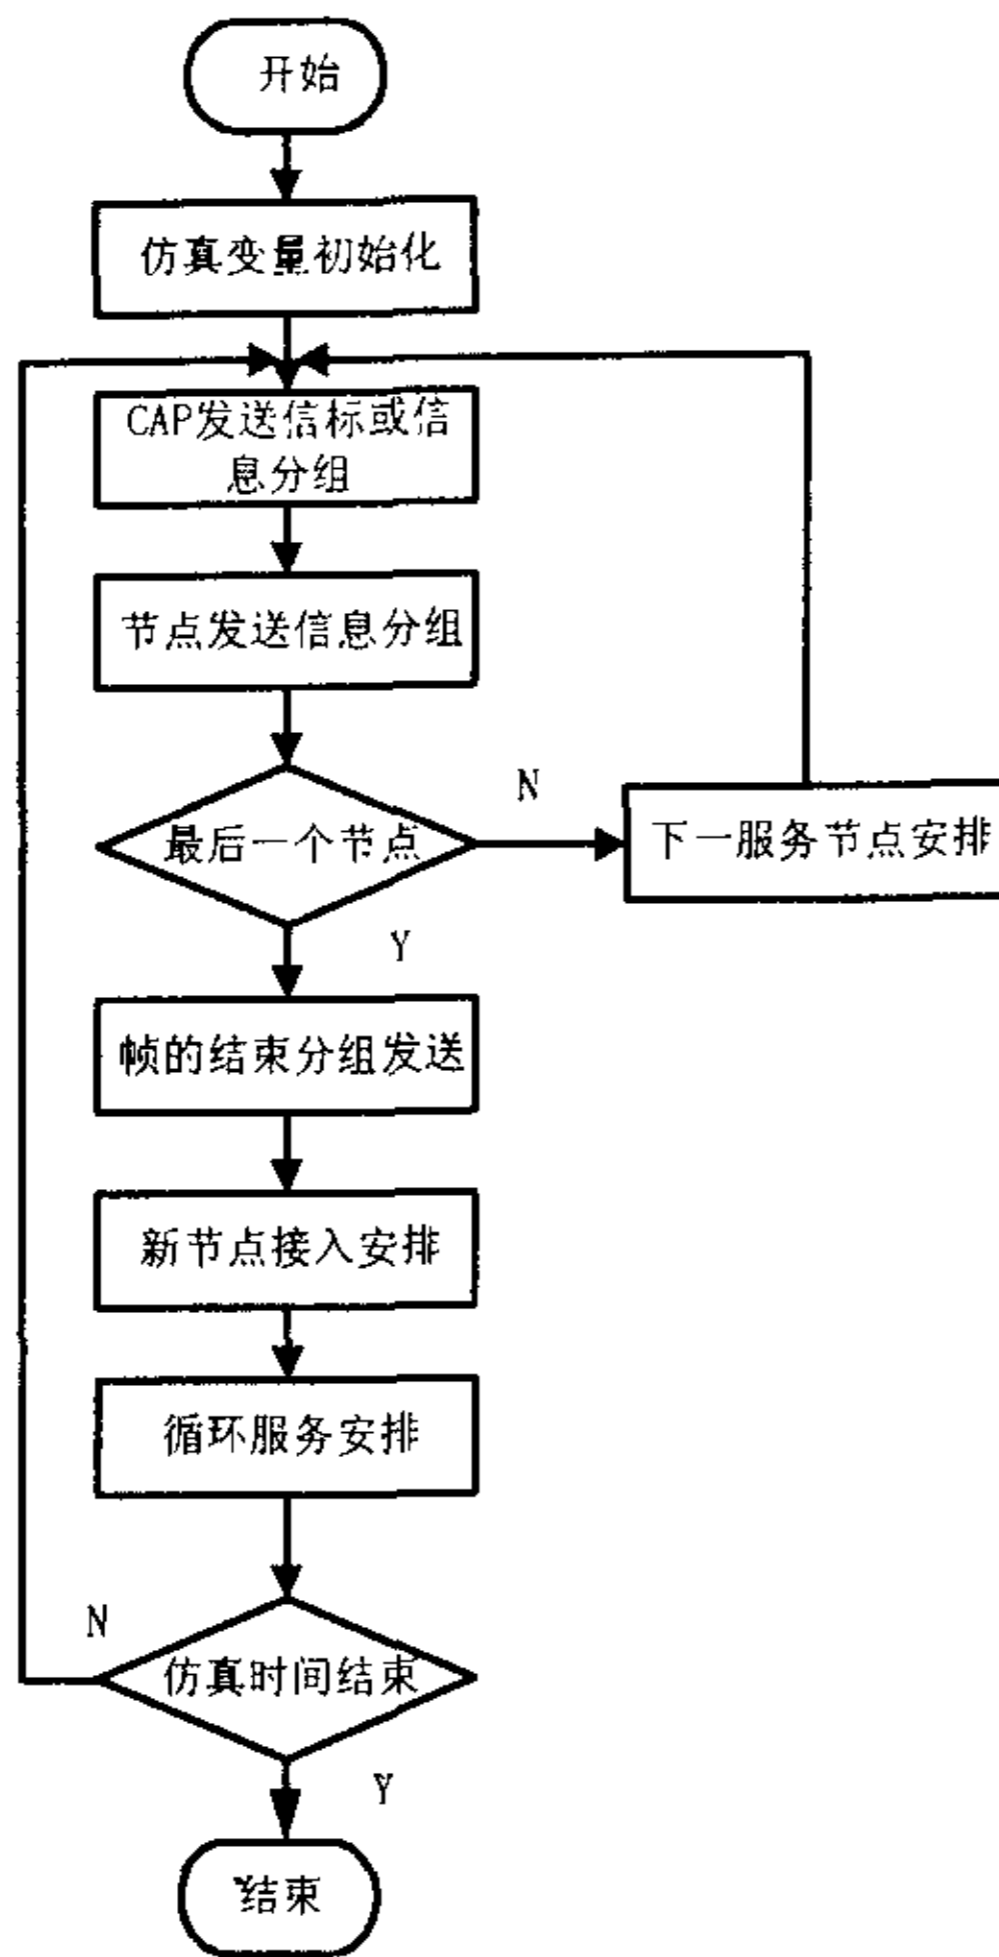 开始
仿真变量初始化
CAP发送信标或信
息分组
节点发送信息分组
最后一个节点
N
下一服务节点安排
Y
帧的结束分组发送
新节点接入安排
循环服务安排
N
仿真时间结束
Y
结束